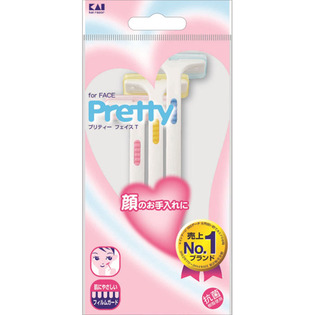 KAI
for FACE
Pretty
プリティー フェイスT
顔のお手入れに
売上
No.1
ブランド
肌にやさしい
フィルムガード
抗菌